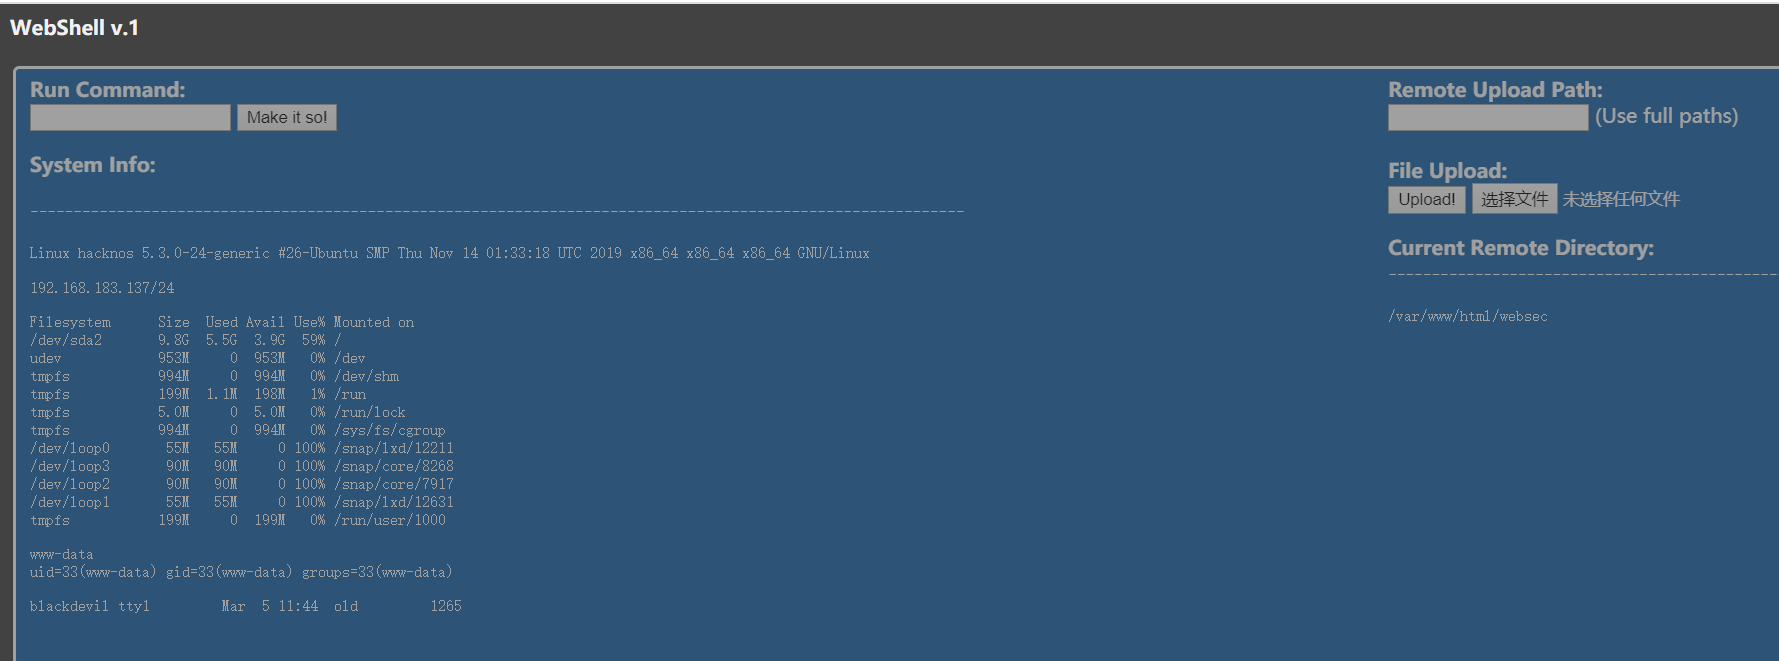 WebShell v.1
Run Command:
Make it so!
System Info:
Linux hacknos 5.3.0-24-generic #26-Ubuntu SMP Thu Nov 14 01:33:18 UTC 2019 x86_64 x86_64 x86_64 GNU/Linux
192.168.183.137/24
Filesystem Size Used Avail Use% Mounted on
/dev/sda2 9.8G 5.5G 3.9G 59% /
udev 953M 0 953M 0% /dev
tmpfs 994M 0 994M 0% /dev/shm
tmpfs 199M 1.1M 198M 1% /run
tmpfs 5.0M 0 5.0M 0% /run/lock
tmpfs 994M 0 994M 0% /sys/fs/cgroup
/dev/loop0 55M 55M 0 100% /snap/lxd/12211
/dev/loop3 90M 90M 0 100% /snap/core/8268
/dev/loop2 90M 90M 0 100% /snap/core/7917
/dev/loop1 55M 55M 0 100% /snap/lxd/12631
tmpfs 199M 0 199M 0% /run/user/1000
www-data
uid=33(www-data) gid=33(www-data) groups=33(www-data)
blackdevil tty1 Mar 5 11:44 old 1265
Remote Upload Path:
(Use full paths)
File Upload:
Upload! 选择文件 未选择任何文件
Current Remote Directory:
/var/www/html/websec